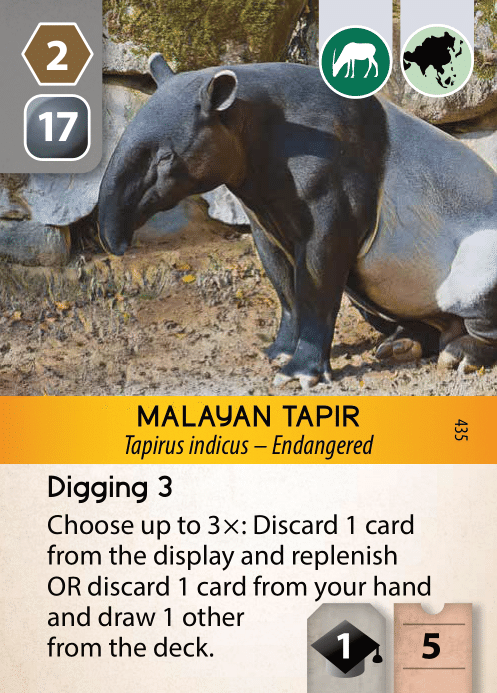 2
17
MALAYAN TAPIR
Tapirus indicus – Endangered
435
Digging 3
Choose up to 3×: Discard 1 card
from the display and replenish
OR discard 1 card from your hand
and draw 1 other
from the deck.
1
5